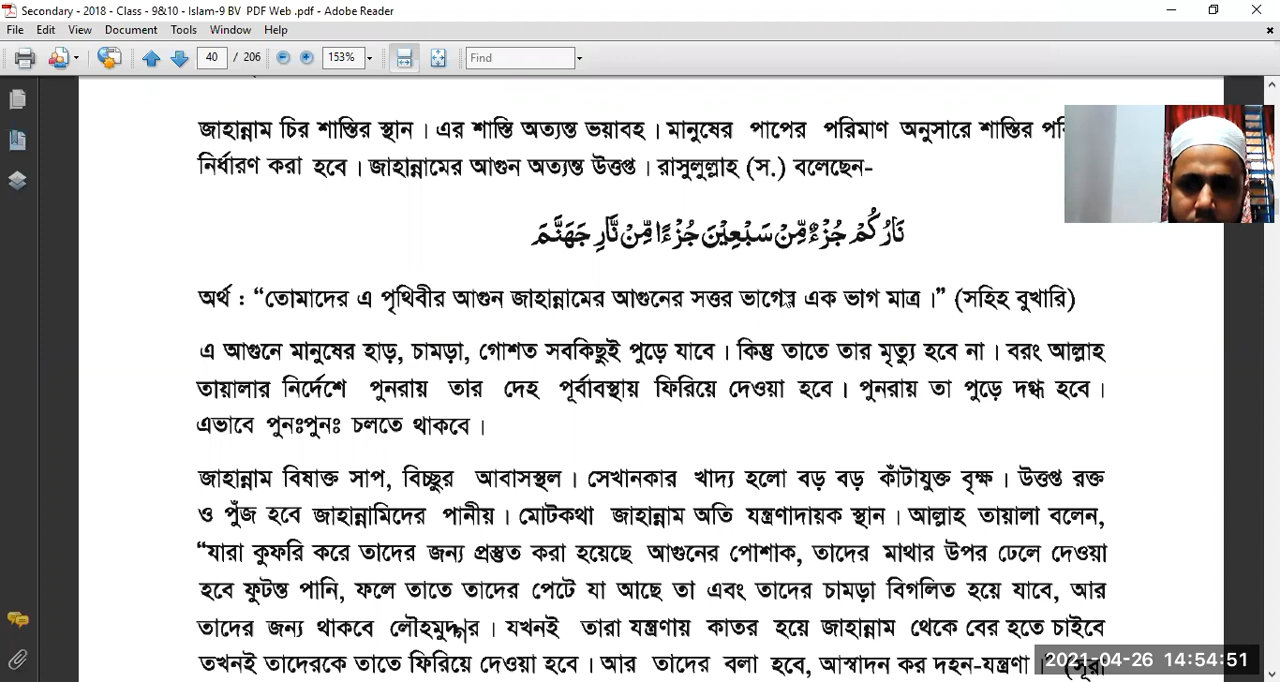 Secondary - 2018 - Class - 9&10 - Islam-9 BV PDF Web .pdf - Adobe Reader
File Edit View Document Tools Window Help
40 / 206 153% Find
জাহান্নাম চির শাস্তির স্থান। এর শাস্তি অত্যন্ত ভয়াবহ। মানুষের পাপের পরিমাণ অনুসারে শাস্তির
নির্ধারণ করা হবে। জাহান্নামের আগুন অত্যন্ত উত্তপ্ত। রাসুলুল্লাহ (স.) বলেছেন-
نَارُكُمْ جُزْءٌ مِّنْ سَبْعِيْنَ جُزْءًا مِّنْ نَّارِ جَهَنَّمَ
অর্থ : “তোমাদের এ পৃথিবীর আগুন জাহান্নামের আগুনের সত্তর ভাগের এক ভাগ মাত্র।” (সহিহ বুখারি)
এ আগুনে মানুষের হাড়, চামড়া, গোশত সবকিছুই পুড়ে যাবে। কিন্তু তাতে তার মৃত্যু হবে না। বরং আল্লাহ
তায়ালার নির্দেশে পুনরায় তার দেহ পূর্বাবস্থায় ফিরিয়ে দেওয়া হবে। পুনরায় তা পুড়ে দগ্ধ হবে।
এভাবে পুনঃপুনঃ চলতে থাকবে।
জাহান্নাম বিষাক্ত সাপ, বিচ্ছুর আবাসস্থল। সেখানকার খাদ্য হলো বড় বড় কাঁটাযুক্ত বৃক্ষ। উত্তপ্ত রক্ত
ও পুঁজ হবে জাহান্নামিদের পানীয়। মোটকথা জাহান্নাম অতি যন্ত্রণাদায়ক স্থান। আল্লাহ তায়ালা বলেন,
“যারা কুফরি করে তাদের জন্য প্রস্তুত করা হয়েছে আগুনের পোশাক, তাদের মাথার উপর ঢেলে দেওয়া
হবে ফুটন্ত পানি, ফলে তাতে তাদের পেটে যা আছে তা এবং তাদের চামড়া বিগলিত হয়ে যাবে, আর
তাদের জন্য থাকবে লৌহমুদ্গর। যখনই তারা যন্ত্রণায় কাতর হয়ে জাহান্নাম থেকে বের হতে চাইবে
তখনই তাদেরকে তাতে ফিরিয়ে দেওয়া হবে। আর তাদের বলা হবে, আস্বাদন কর দহন-যন্ত্রণা।” (সূরা
2021-04-26 14:54:51